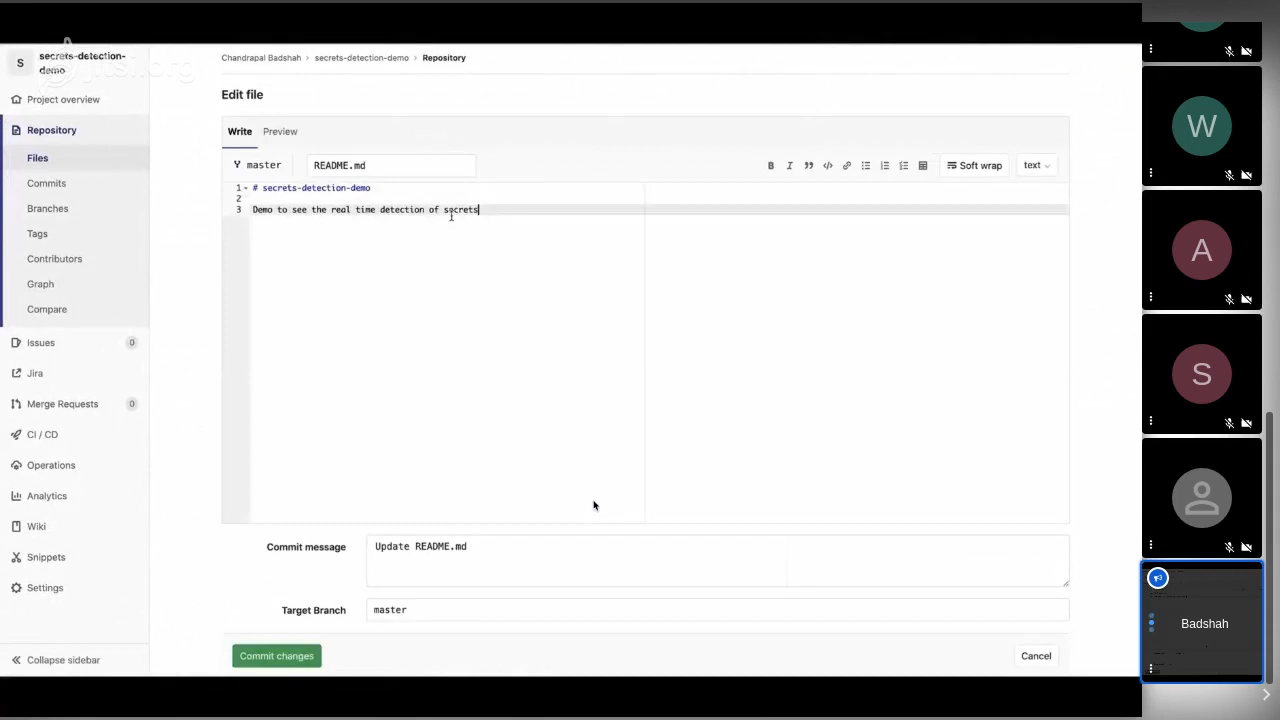 S
secrets-detection-demo
jitsi.org
Project overview
Repository
Files
Commits
Branches
Tags
Contributors
Graph
Compare
Issues 0
Jira
Merge Requests 0
CI / CD
Operations
Analytics
Wiki
Snippets
Settings
Collapse sidebar
Chandrapal Badshah › secrets-detection-demo › Repository
Edit file
Write Preview
master README.md B I Soft wrap text
1 # secrets-detection-demo
2
3 Demo to see the real time detection of secrets
Commit message Update README.md
Target Branch master
Commit changes Cancel
W
A
S
Badshah